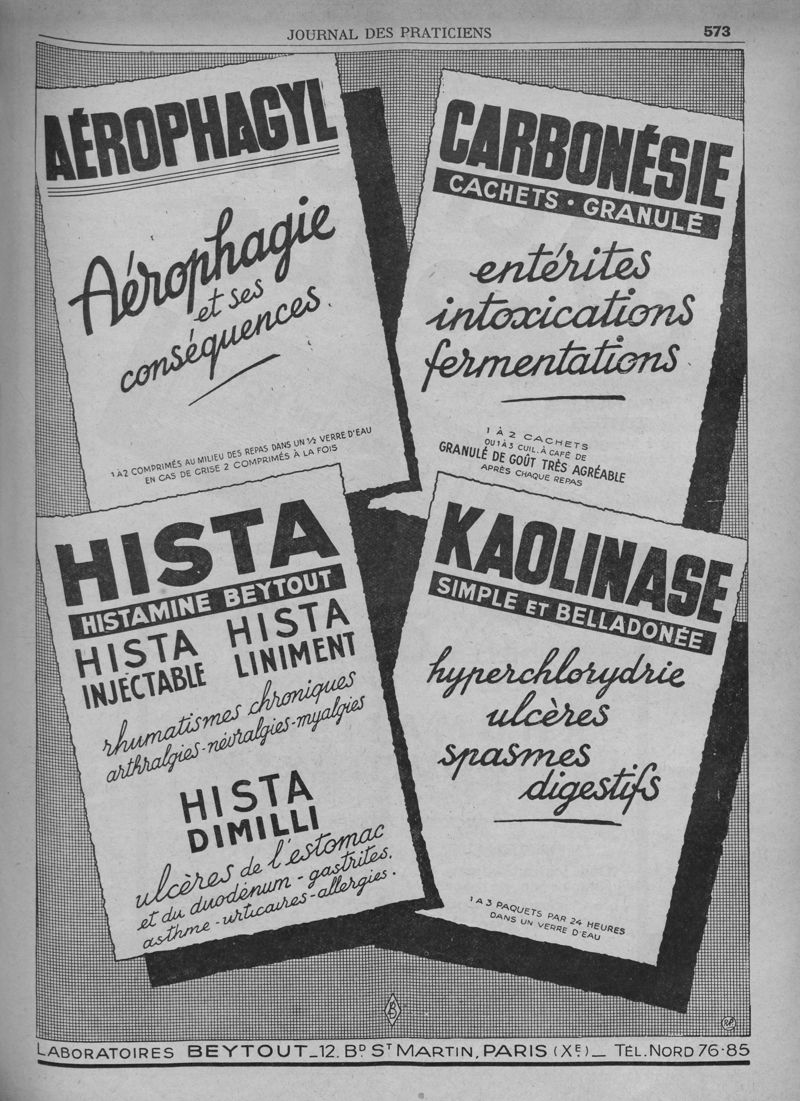 JOURNAL DES PRATICIENS
573
AÉROPHAGYL
Aérophagie
et ses
conséquences.
1 À 2 COMPRIMÉS AU MILIEU DES REPAS DANS UN 1/2 VERRE D'EAU
EN CAS DE CRISE 2 COMPRIMÉS À LA FOIS
CARBONÉSIE
CACHETS • GRANULÉ
entérites
intoxications
fermentations
1 À 2 CACHETS
OU 1 À 3 CUIL. À CAFÉ DE
GRANULÉ DE GOÛT TRÈS AGRÉABLE
APRÈS CHAQUE REPAS
HISTA
HISTAMINE BEYTOUT
HISTA
INJECTABLE
HISTA
LINIMENT
rhumatismes chroniques
arthralgies-névralgies-myalgies
HISTA
DIMILLI
ulcères de l'estomac
et du duodénum - gastrites.
asthme - urticaires - allergies.
KAOLINASE
SIMPLE ET BELLADONÉE
hyperchlorydrie
ulcères
spasmes
digestifs
1 A 3 PAQUETS PAR 24 HEURES
DANS UN VERRE D'EAU
LABORATOIRES BEYTOUT_12. BD ST MARTIN, PARIS (XE)_ TÉL. NORD 76-85